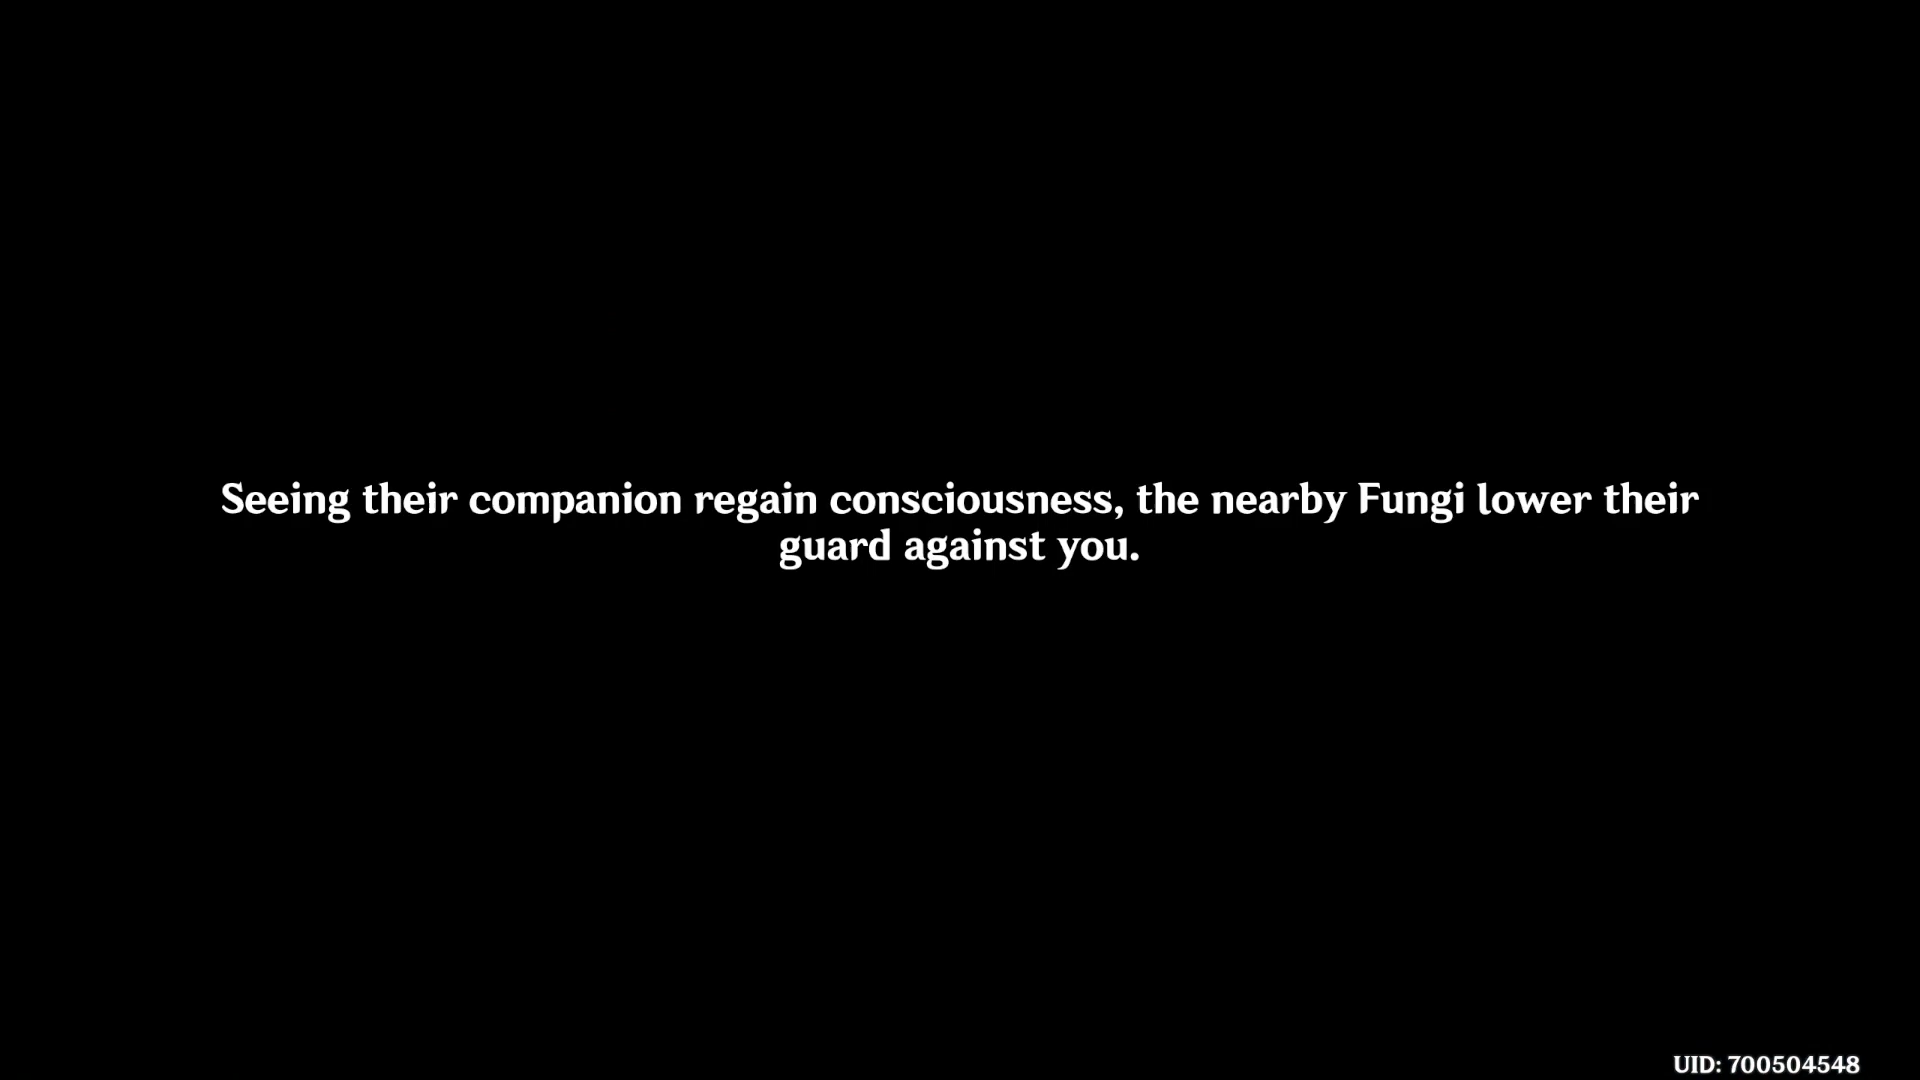 Seeing their companion regain consciousness, the nearby Fungi lower their
guard against you.
UID: 700504548